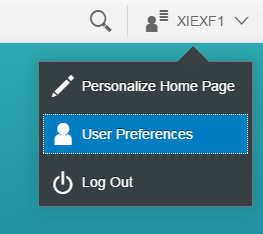 XIEXF1
Personalize Home Page
User Preferences
Log Out